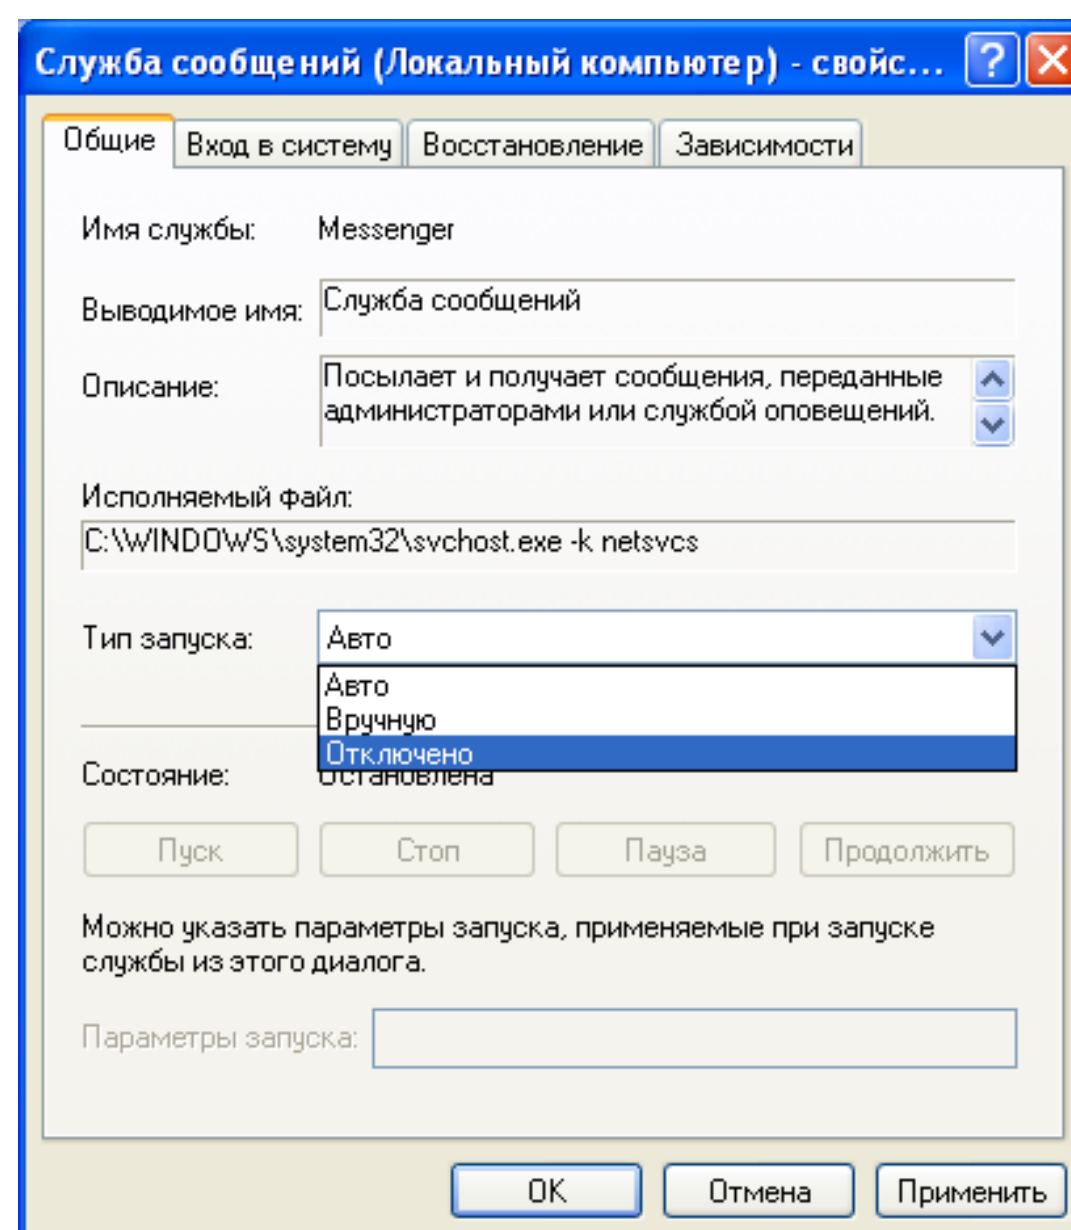 Служба сообщений (Локальный компьютер) - свойс...
Общие Вход в систему Восстановление Зависимости
Имя службы: Messenger
Выводимое имя: Служба сообщений
Описание: Посылает и получает сообщения, переданные
администраторами или службой оповещений.
Исполняемый файл:
C:\WINDOWS\system32\svchost.exe -k netsvcs
Тип запуска: Авто
Авто
Вручную
Отключено
Состояние: Остановлена
Пуск Стоп Пауза Продолжить
Можно указать параметры запуска, применяемые при запуске
службы из этого диалога.
Параметры запуска:
OK Отмена Применить